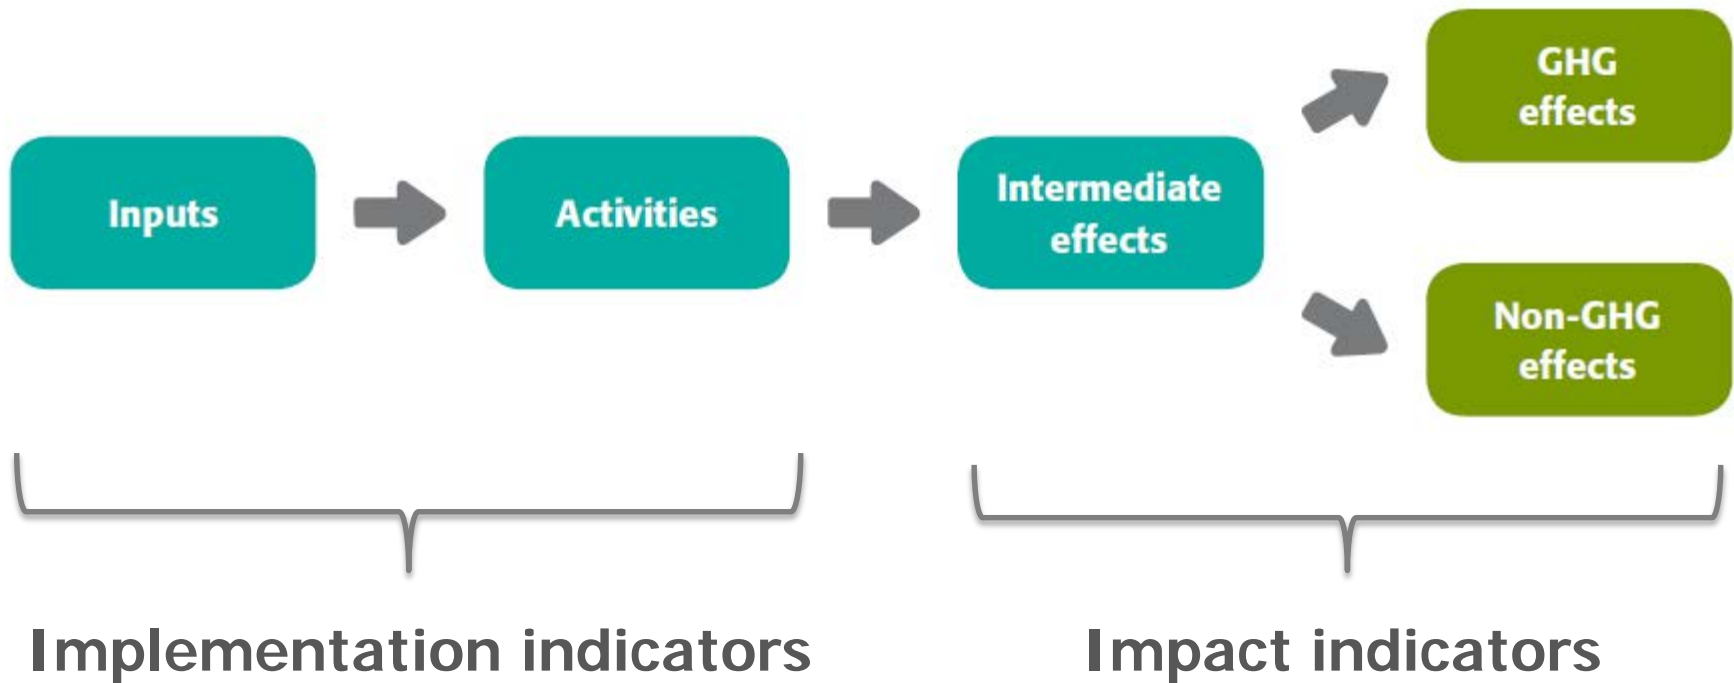 Inputs
Activities
Intermediate
effects
GHG
effects
Non-GHG
effects
Implementation indicators
Impact indicators